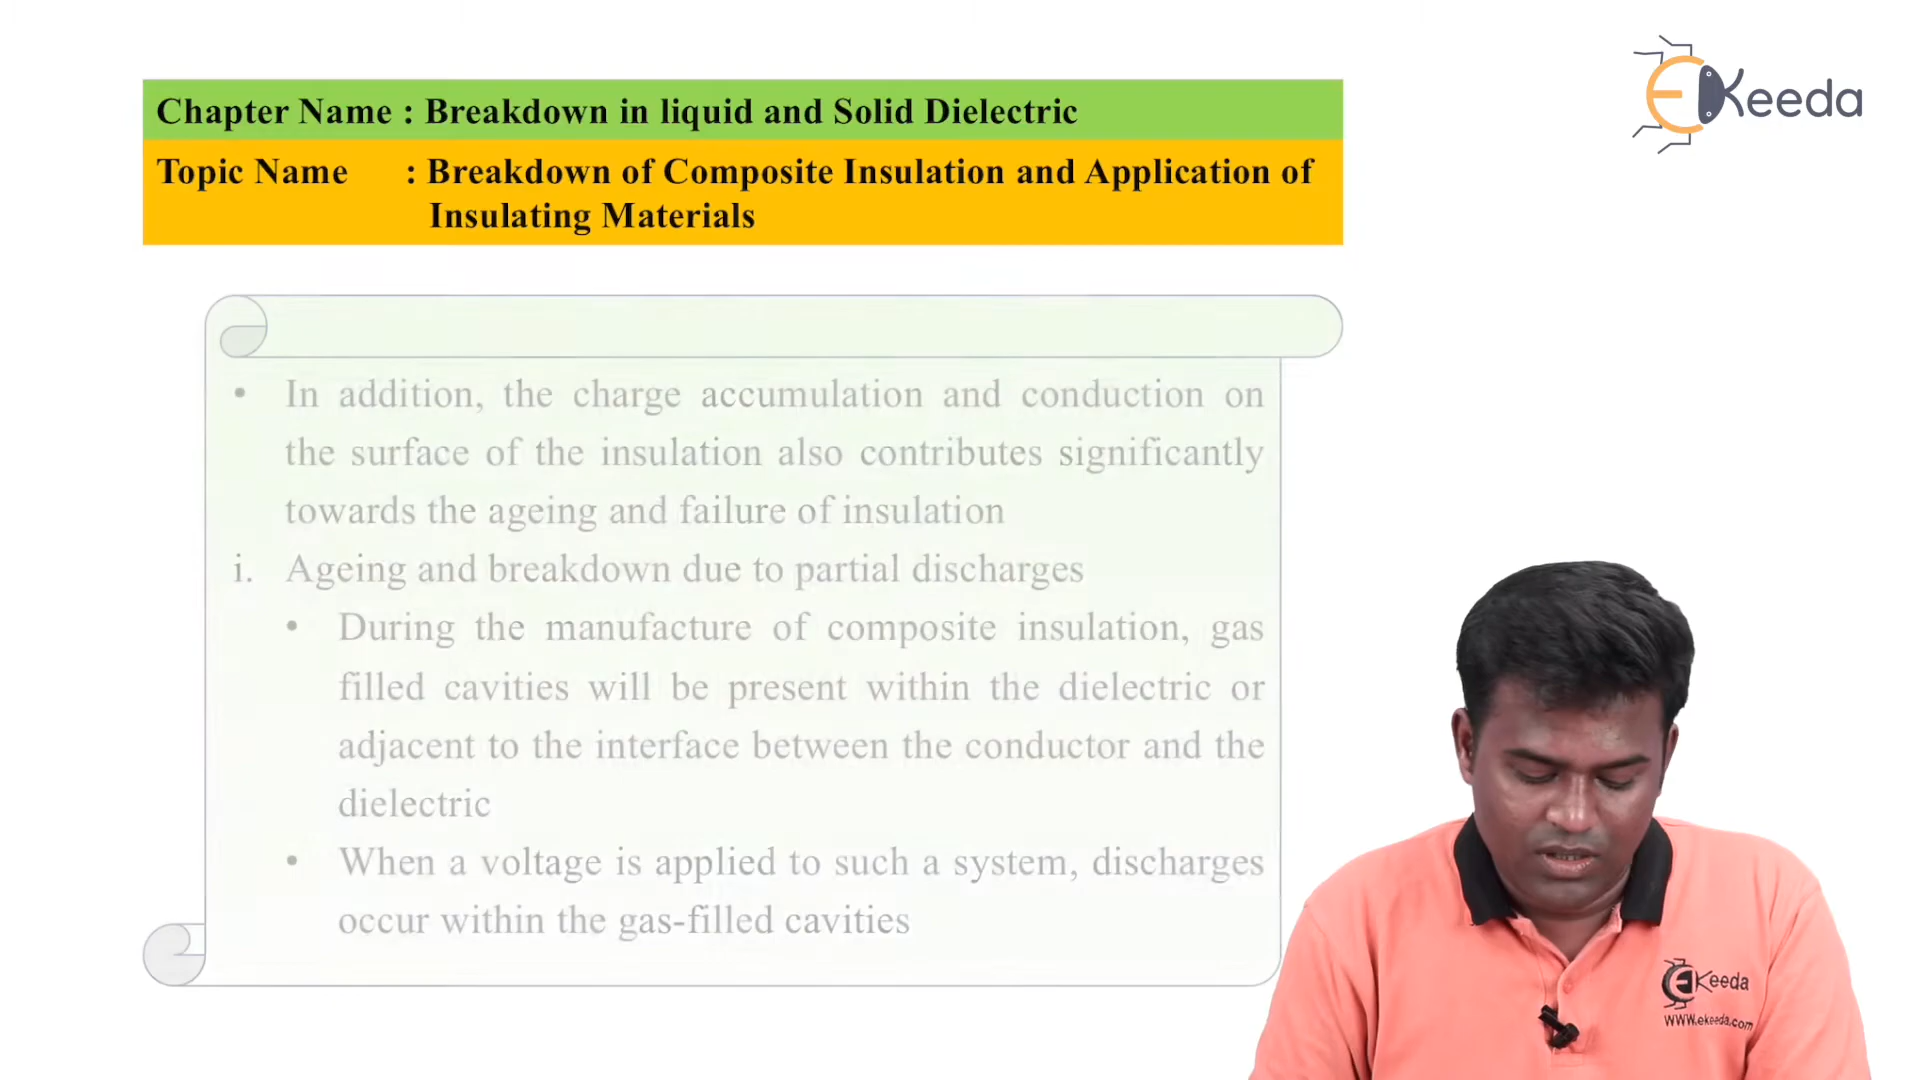 Chapter Name : Breakdown in liquid and Solid Dielectric
Topic Name : Breakdown of Composite Insulation and Application of
Insulating Materials
EKeeda
• In addition, the charge accumulation and conduction on
the surface of the insulation also contributes significantly
towards the ageing and failure of insulation
i. Ageing and breakdown due to partial discharges
• During the manufacture of composite insulation, gas
filled cavities will be present within the dielectric or
adjacent to the interface between the conductor and the
dielectric
• When a voltage is applied to such a system, discharges
occur within the gas-filled cavities
EKeeda
www.ekeeda.com